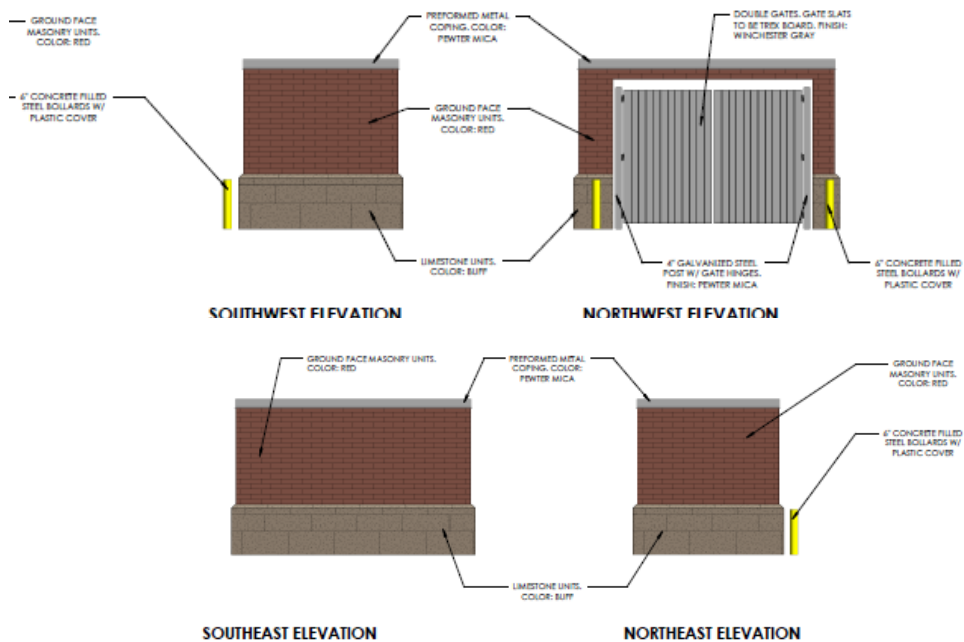 GROUND FACE
MASONRY UNITS.
COLOR: RED
6" CONCRETE FILLED
STEEL BOLLARDS W/
PLASTIC COVER
PREFORMED METAL
COPING. COLOR:
PEWTER MICA
GROUND FACE
MASONRY UNITS.
COLOR: RED
LIMESTONE UNITS.
COLOR: BUFF
DOUBLE GATES. GATE SLATS
TO BE TREX BOARD. FINISH:
WINCHESTER GRAY
6" GALVANIZED STEEL
POST W/ GATE HINGES.
FINISH: PEWTER MICA
6" CONCRETE FILLED
STEEL BOLLARDS W/
PLASTIC COVER
SOUTHWEST ELEVATION
NORTHWEST ELEVATION
GROUND FACE MASONRY UNITS.
COLOR: RED
PREFORMED METAL
COPING. COLOR:
PEWTER MICA
GROUND FACE
MASONRY UNITS.
COLOR: RED
6" CONCRETE FILLED
STEEL BOLLARDS W/
PLASTIC COVER
LIMESTONE UNITS.
COLOR: BUFF
SOUTHEAST ELEVATION
NORTHEAST ELEVATION